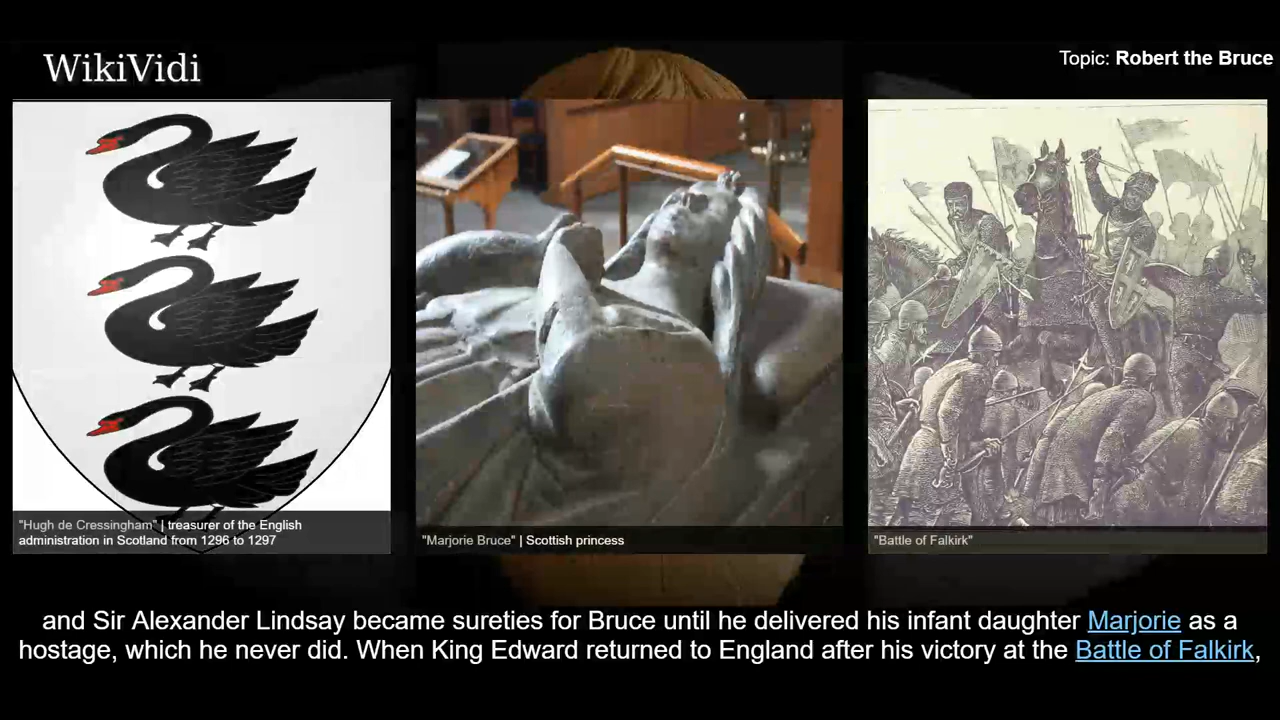 WikiVidi
Topic: Robert the Bruce
"Hugh de Cressingham" | treasurer of the English
administration in Scotland from 1296 to 1297
"Marjorie Bruce" | Scottish princess
"Battle of Falkirk"
and Sir Alexander Lindsay became sureties for Bruce until he delivered his infant daughter Marjorie as a
hostage, which he never did. When King Edward returned to England after his victory at the Battle of Falkirk,